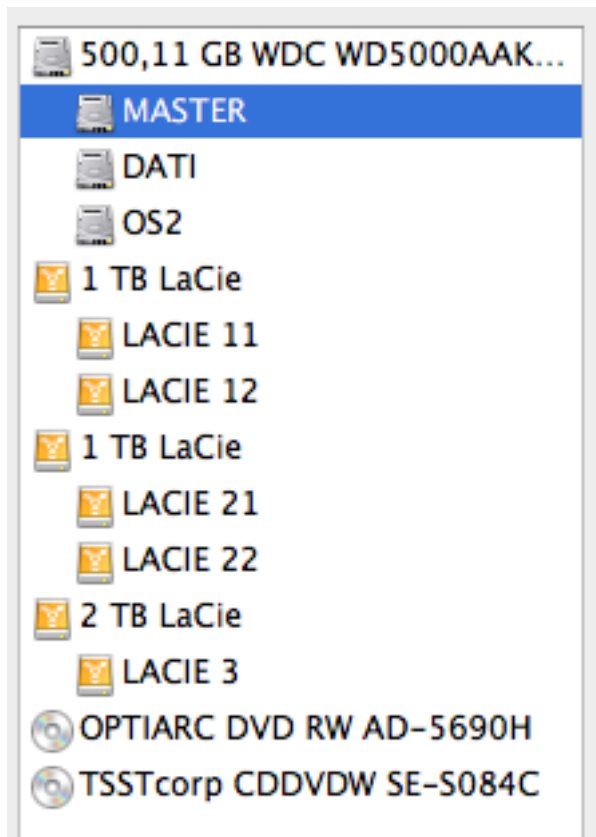 500,11 GB WDC WD5000AAK...
MASTER
DATI
OS2
1 TB LaCie
LACIE 11
LACIE 12
1 TB LaCie
LACIE 21
LACIE 22
2 TB LaCie
LACIE 3
OPTIARC DVD RW AD-5690H
TSSTcorp CDDVDW SE-S084C